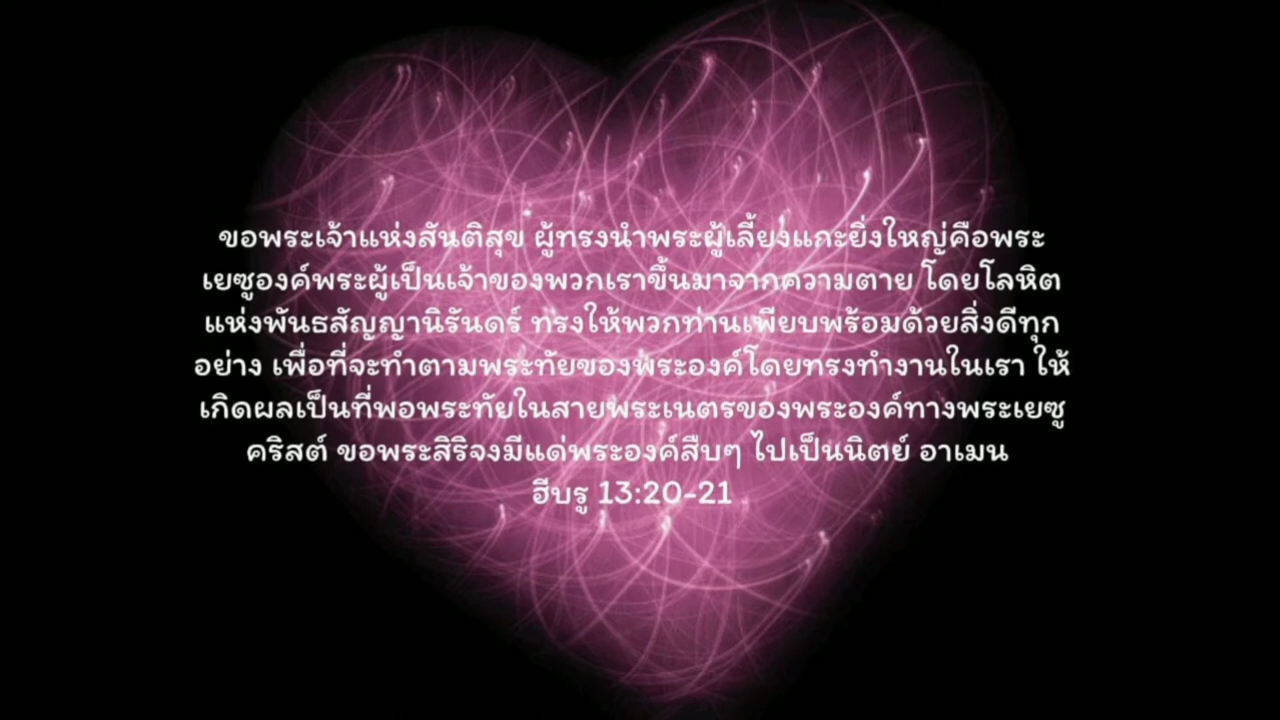 ขอพระเจ้าแห่งสันติสุข ผู้ทรงนำพระผู้เลี้ยงแกะยิ่งใหญ่คือพระ
เยซูองค์พระผู้เป็นเจ้าของพวกเราขึ้นมาจากความตาย โดยโลหิต
แห่งพันธสัญญานิรันดร์ ทรงให้พวกท่านเพียบพร้อมด้วยสิ่งดีทุก
อย่าง เพื่อที่จะทำตามพระทัยของพระองค์โดยทรงทำงานในเรา ให้
เกิดผลเป็นที่พอพระทัยในสายพระเนตรของพระองค์ทางพระเยซู
คริสต์ ขอพระสิริจงมีแด่พระองค์สืบๆ ไปเป็นนิตย์ อาเมน
ฮีบรู 13:20-21